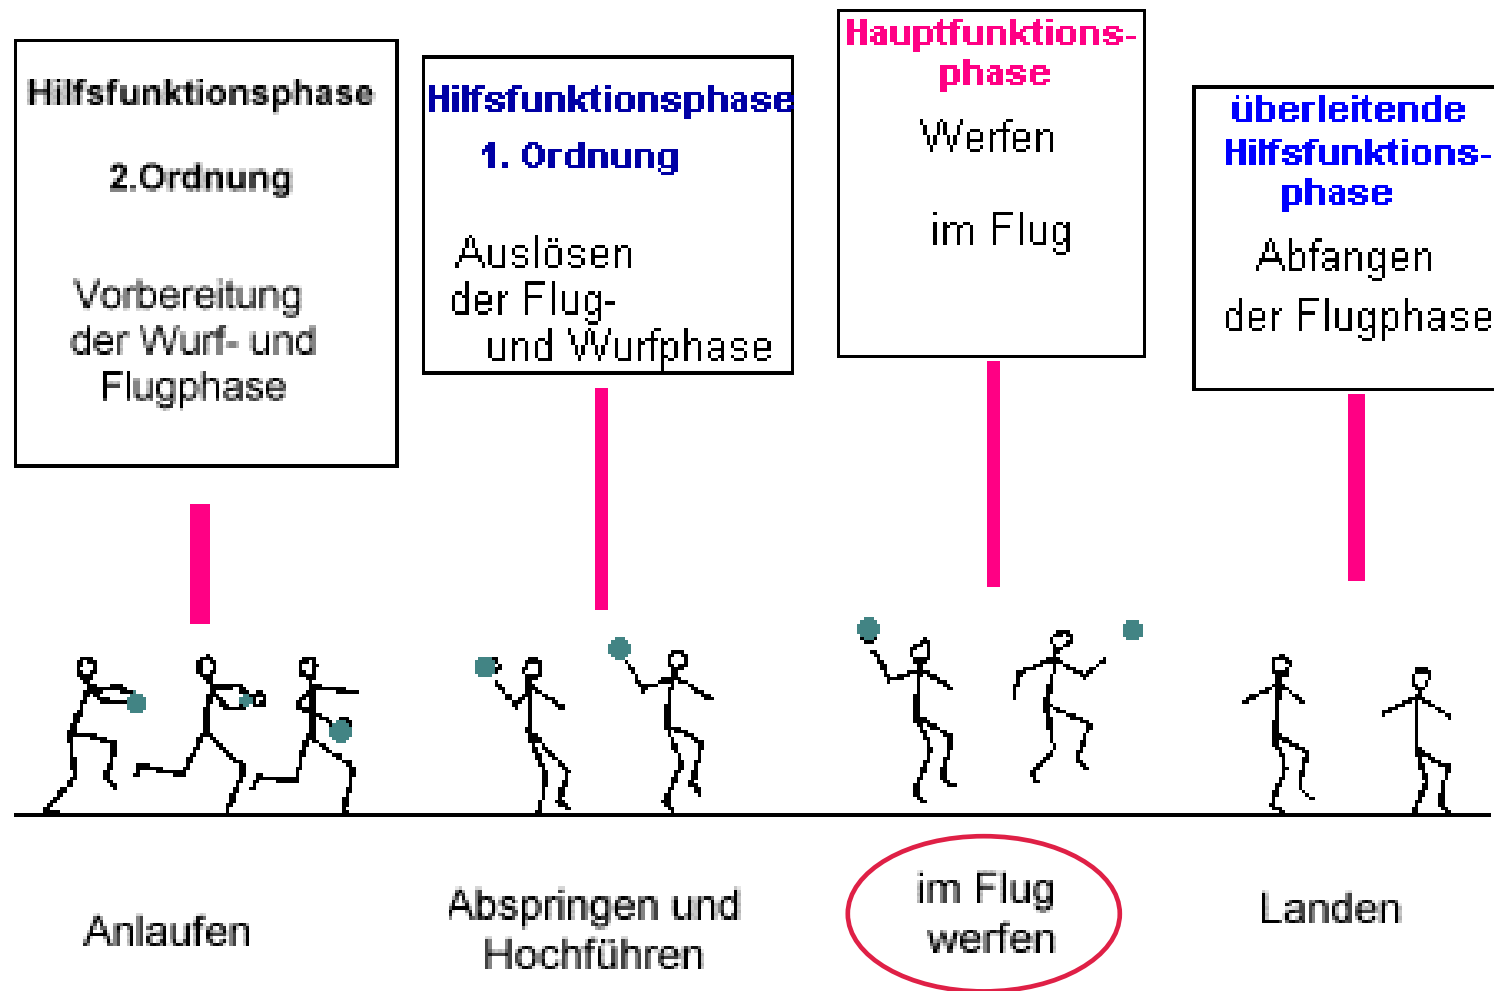 Hilfsfunktionsphase
2.Ordnung
Vorbereitung
der Wurf- und
Flugphase
Hilfsfunktionsphase
1. Ordnung
Auslösen
der Flug-
und Wurfphase
Hauptfunktions-
phase
Werfen
im Flug
überleitende
Hilfsfunktions-
phase
Abfangen
der Flugphase
Anlaufen
Abspringen und
Hochführen
im Flug
werfen
Landen